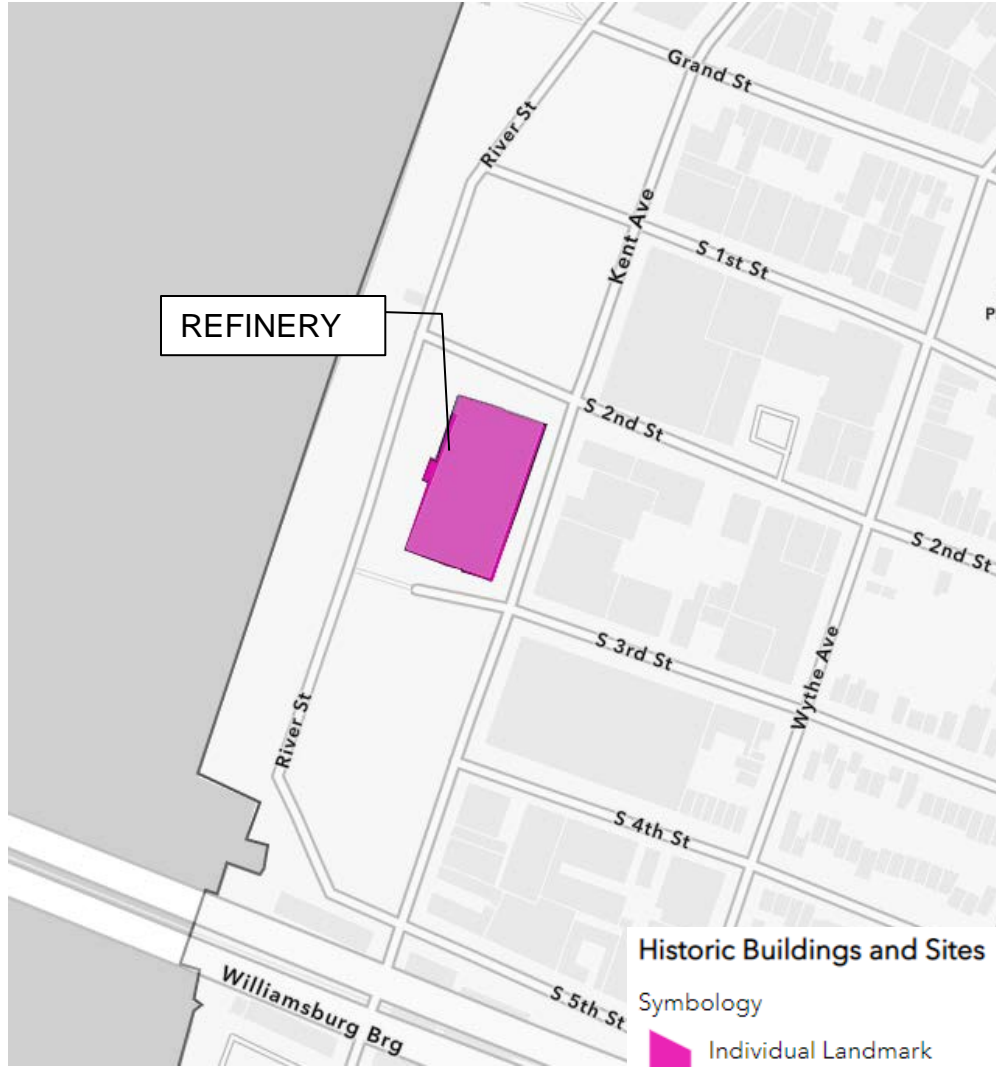 Grand St
River St
Kent Ave
S 1st St
REFINERY
P
S 2nd St
S 2nd St
S 3rd St
Wythe Ave
River St
S 4th St
Historic Buildings and Sites
Williamsburg Brg
S 5th St
Symbology
Individual Landmark